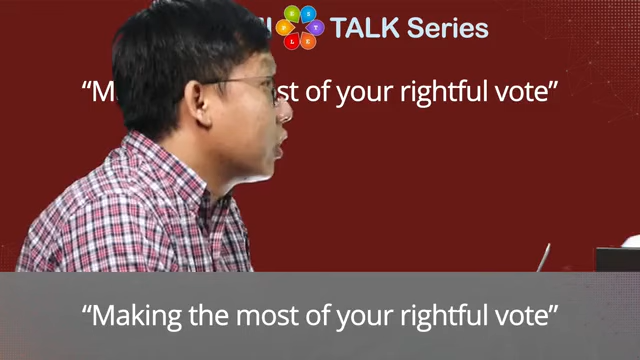 TALK Series
“M st of your rightful vote”
“Making the most of your rightful vote”